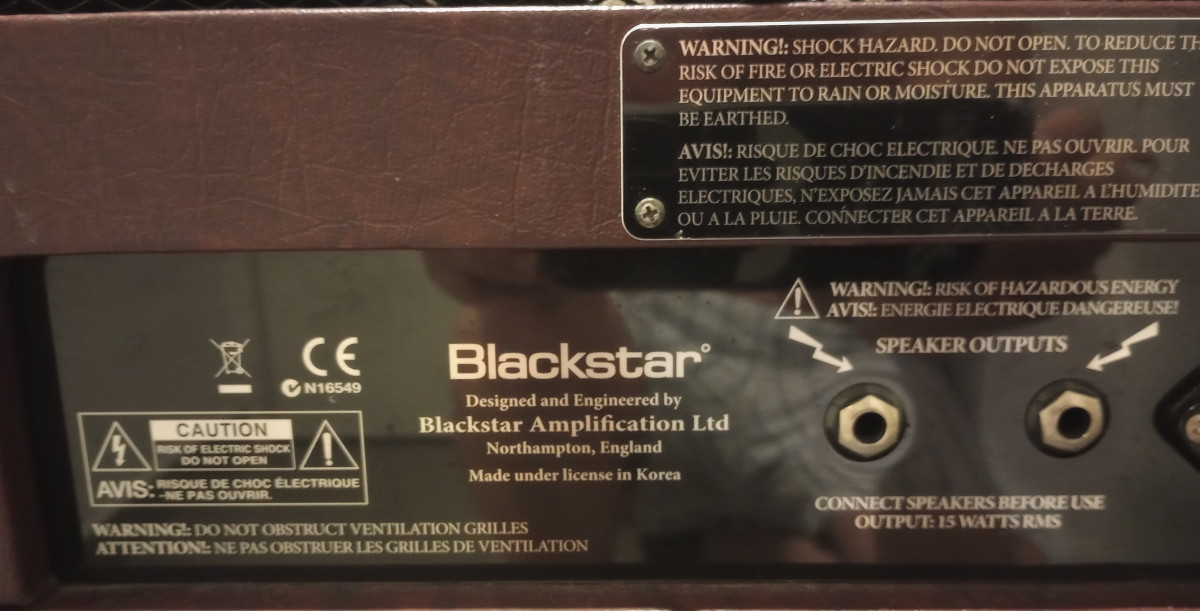 WARNING!: SHOCK HAZARD. DO NOT OPEN. TO REDUCE TH
RISK OF FIRE OR ELECTRIC SHOCK DO NOT EXPOSE THIS
EQUIPMENT TO RAIN OR MOISTURE. THIS APPARATUS MUST
BE EARTHED.
AVIS!: RISQUE DE CHOC ELECTRIQUE. NE PAS OUVRIR. POUR
EVITER LES RISQUES D'INCENDIE ET DE DECHARGES
ELECTRIQUES, N'EXPOSEZ JAMAIS CET APPAREIL A L'HUMIDITE
OU A LA PLUIE. CONNECTER CET APPAREIL A LA TERRE.
WARNING!: RISK OF HAZARDOUS ENERGY
AVIS!: ENERGIE ELECTRIQUE DANGEREUSE!
SPEAKER OUTPUTS
CONNECT SPEAKERS BEFORE USE
OUTPUT: 15 WATTS RMS
CE
N16549
Blackstar
Designed and Engineered by
Blackstar Amplification Ltd
Northampton, England
Made under license in Korea
CAUTION
RISK OF ELECTRIC SHOCK
DO NOT OPEN
AVIS: RISQUE DE CHOC ÉLECTRIQUE
-NE PAS OUVRIR.
WARNING!: DO NOT OBSTRUCT VENTILATION GRILLES
ATTENTION!: NE PAS OBSTRUER LES GRILLES DE VENTILATION